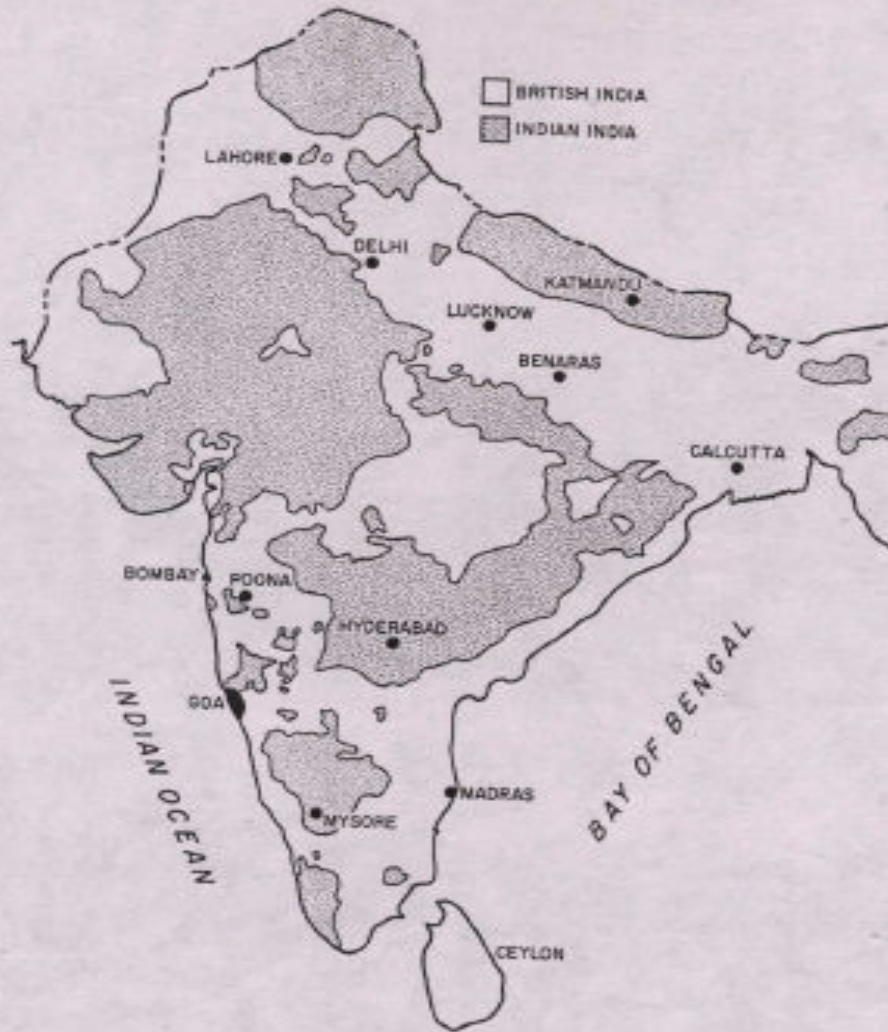 BRITISH INDIA
INDIAN INDIA
LAHORE
DELHI
KATMANDU
LUCKNOW
BENARAS
CALCUTTA
BOMBAY
POONA
HYDERABAD
GOA
INDIAN OCEAN
BAY OF BENGAL
MADRAS
MYSORE
CEYLON